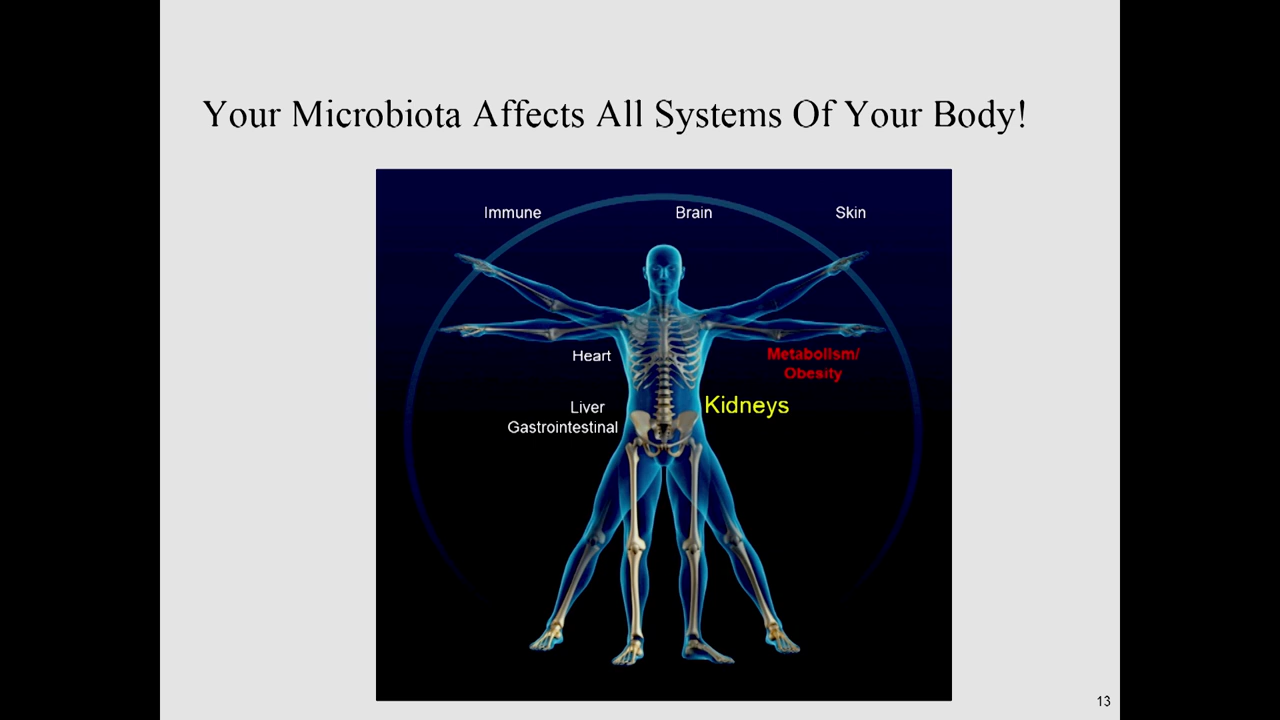 Your Microbiota Affects All Systems Of Your Body!
Immune
Brain
Skin
Heart
Metabolism/
Obesity
Liver
Kidneys
Gastrointestinal
13